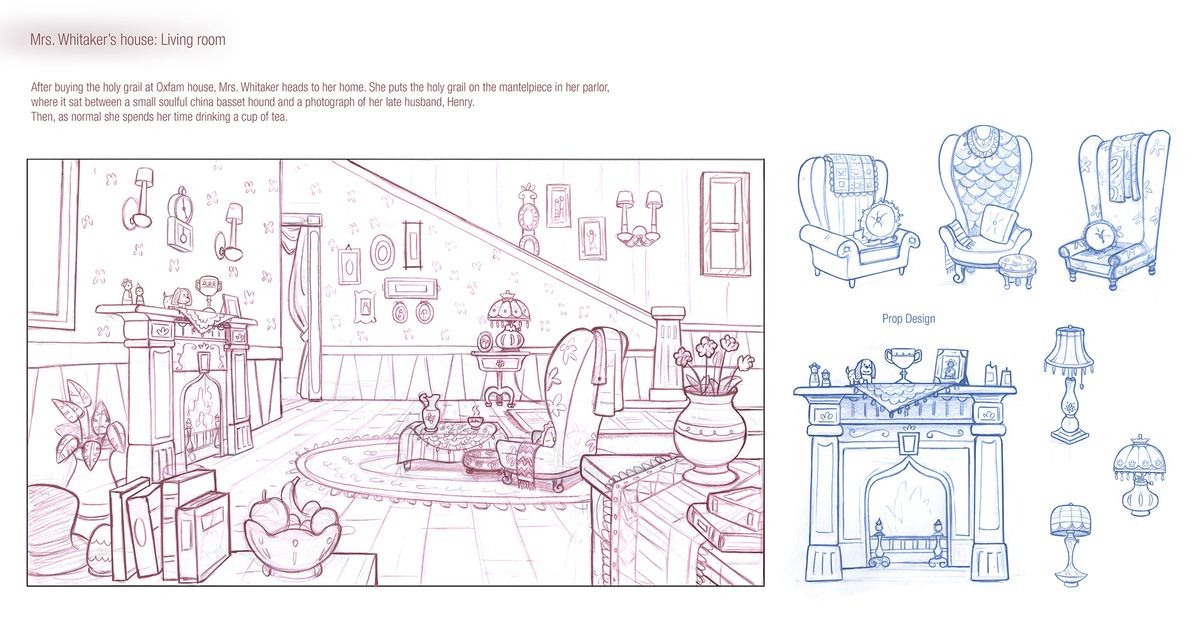 Mrs. Whitaker's house: Living room
After buying the holy grail at Oxfam house, Mrs. Whitaker heads to her home. She puts the holy grail on the mantelpiece in her parlor,
where it sat between a small soulful china basset hound and a photograph of her late husband, Henry.
Then, as normal she spends her time drinking a cup of tea.
Prop Design